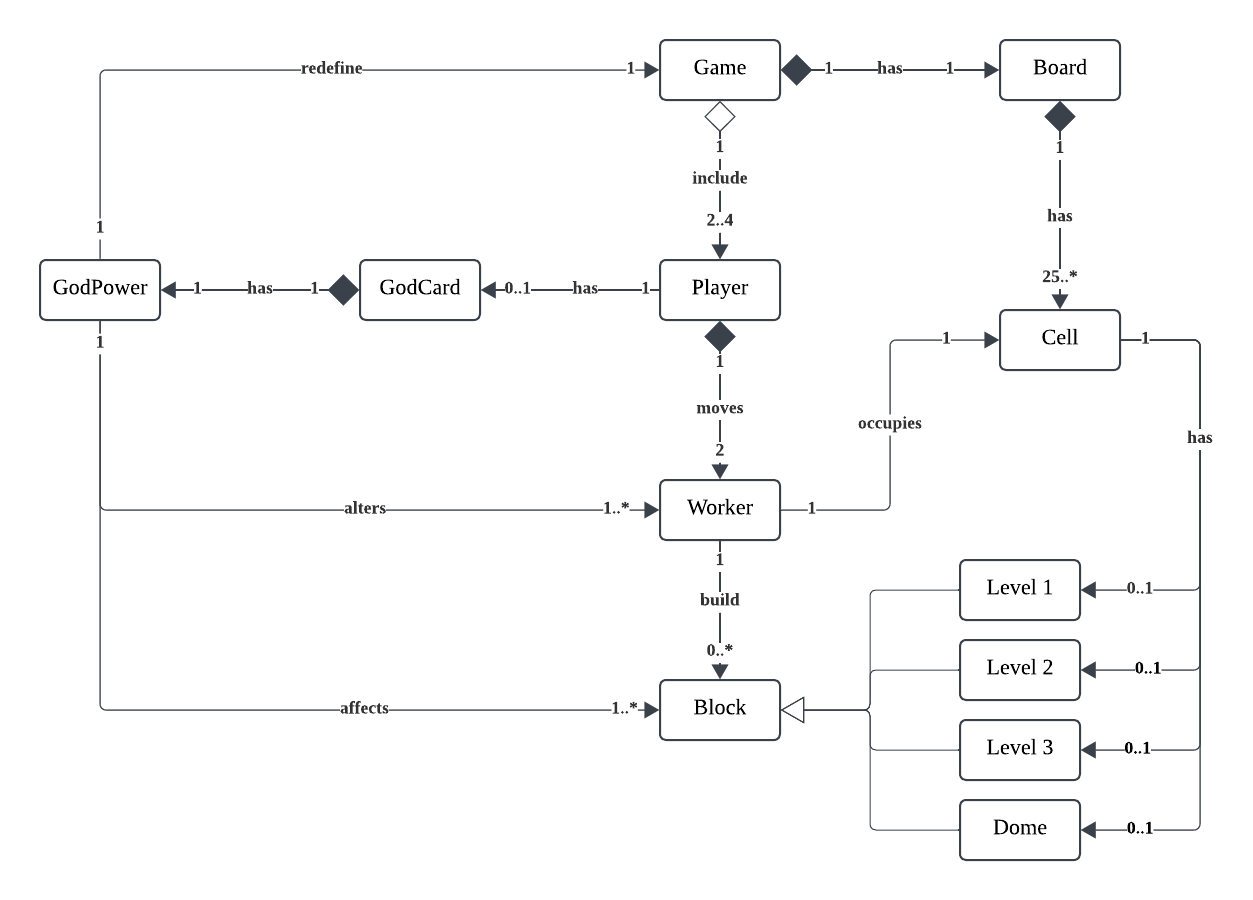 Game
Board
redefine
1
1
has
1
1
include
2..4
1
has
25..*
1
GodPower
1
has
1
GodCard
0..1
has
1
Player
Cell
1
1
1
1
moves
2
occupies
has
alters
1..*
Worker
1
1
build
0..*
Level 1
0..1
Level 2
0..1
affects
1..*
Block
Level 3
0..1
Dome
0..1